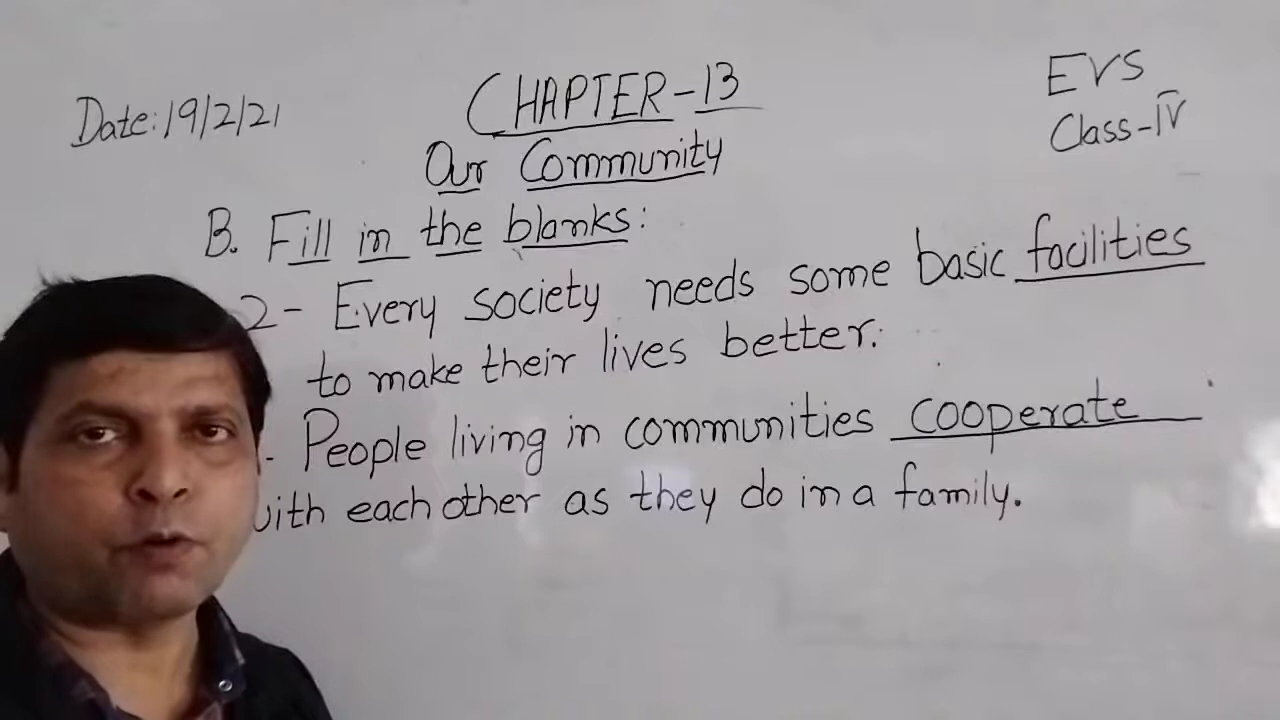 Date: 19/2/21
CHAPTER-13
EVS
Class-IV
Our Community
B. Fill in the blanks:
2- Every society needs some basic facilities
to make their lives better.
- People living in communities cooperate
with each other as they do in a family.